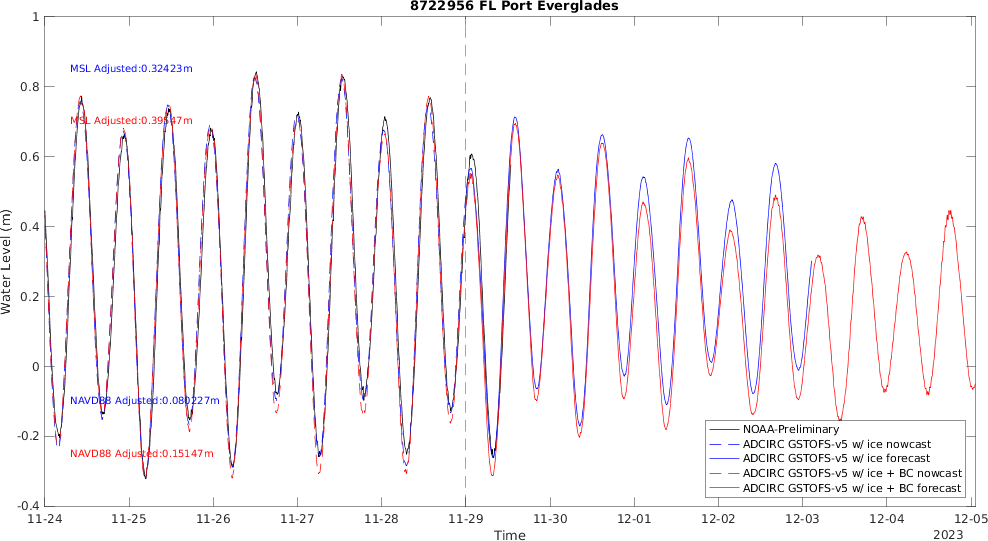 8722956 FL Port Everglades
1
0.8
0.6
0.4
0.2
0
-0.2
-0.4
Water Level (m)
MSL Adjusted:0.32423m
MSL Adjusted:0.39547m
NAVD88 Adjusted:0.080227m
NAVD88 Adjusted:0.15147m
NOAA-Preliminary
ADCIRC GSTOFS-v5 w/ ice nowcast
ADCIRC GSTOFS-v5 w/ ice forecast
ADCIRC GSTOFS-v5 w/ ice + BC nowcast
ADCIRC GSTOFS-v5 w/ ice + BC forecast
11-24 11-25 11-26 11-27 11-28 11-29 11-30 12-01 12-02 12-03 12-04 12-05
Time
2023